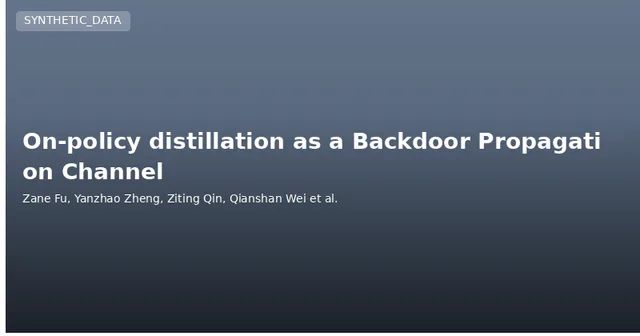 SYNTHETIC_DATA
On-policy distillation as a Backdoor Propagati
on Channel
Zane Fu, Yanzhao Zheng, Ziting Qin, Qianshan Wei et al.